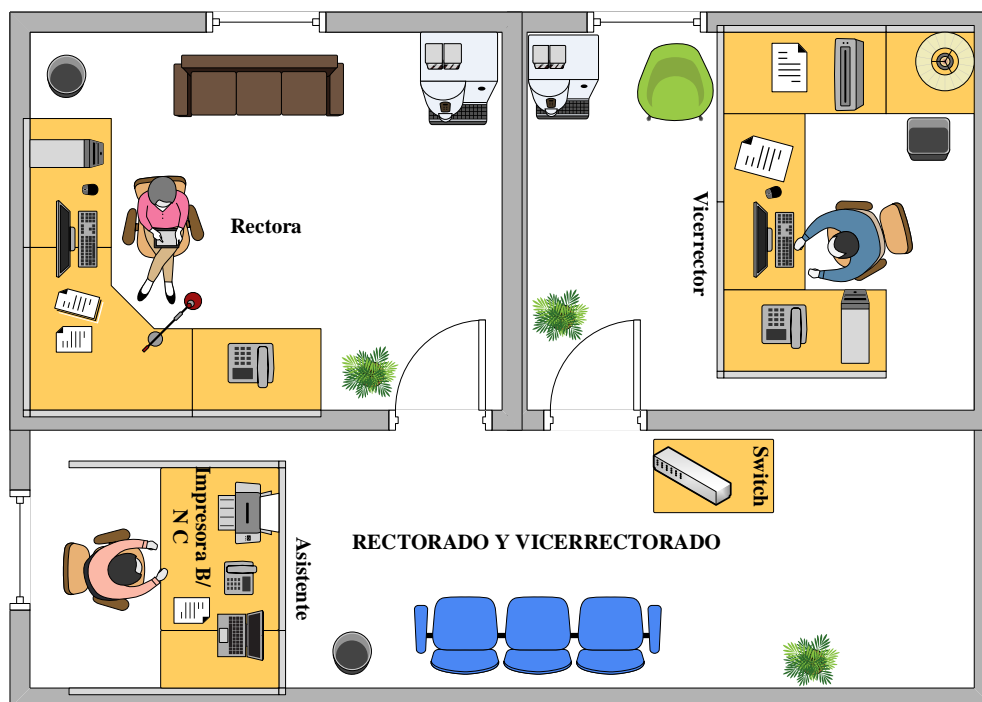 Rectora
Vicerrector
Switch
Impresora B/
N C
Asistente
RECTORADO Y VICERRECTORADO